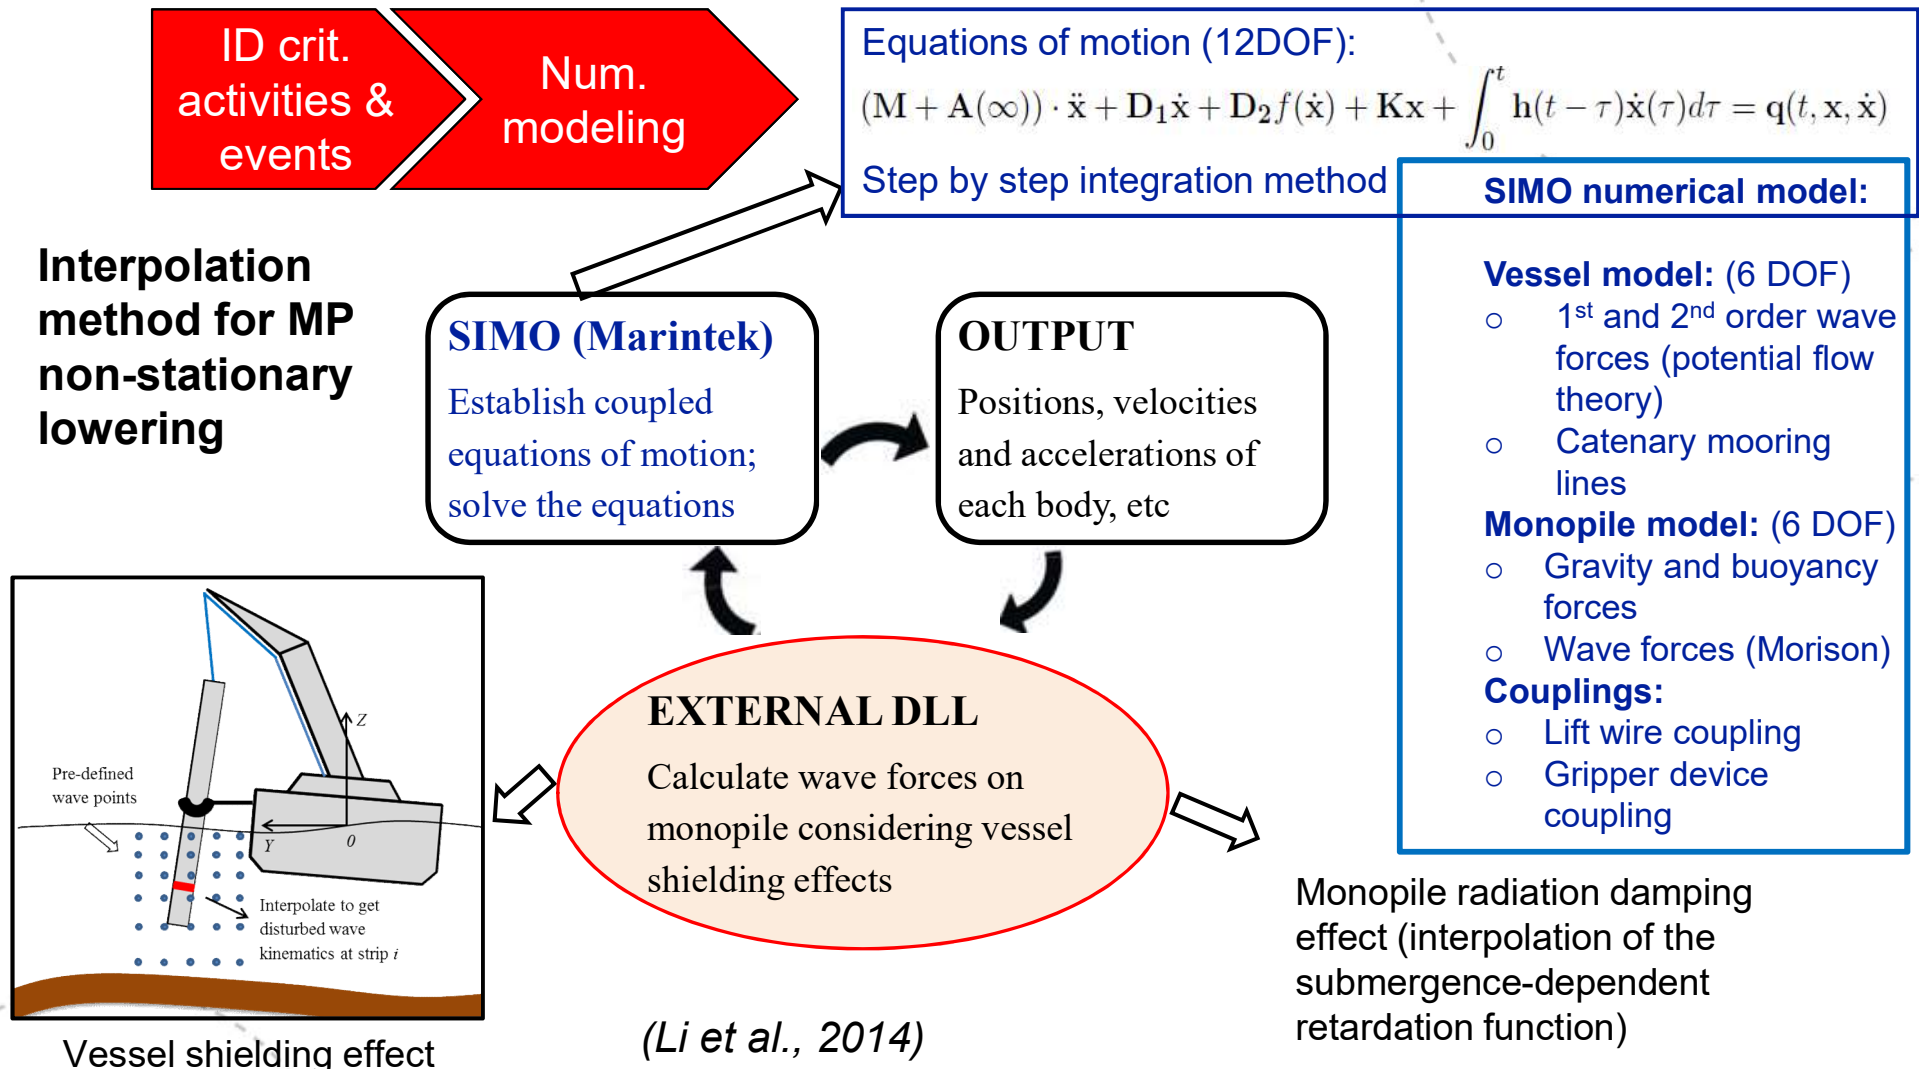 ID crit.
activities &
events
Num.
modeling
Equations of motion (12DOF):
(M + A(∞)) · ẍ + D₁ẋ + D₂f(ẋ) + Kx + ∫₀ᵗ h(t − τ)ẋ(τ)dτ = q(t, x, ẋ)
Step by step integration method
Interpolation
method for MP
non-stationary
lowering
SIMO (Marintek)
Establish coupled
equations of motion;
solve the equations
OUTPUT
Positions, velocities
and accelerations of
each body, etc
SIMO numerical model:
Vessel model: (6 DOF)
o 1st and 2nd order wave
forces (potential flow
theory)
o Catenary mooring
lines
Monopile model: (6 DOF)
o Gravity and buoyancy
forces
o Wave forces (Morison)
Couplings:
o Lift wire coupling
o Gripper device
coupling
EXTERNAL DLL
Calculate wave forces on
monopile considering vessel
shielding effects
Z
Y
0
Pre-defined
wave points
Interpolate to get
disturbed wave
kinematics at strip i
Vessel shielding effect
(Li et al., 2014)
Monopile radiation damping
effect (interpolation of the
submergence-dependent
retardation function)